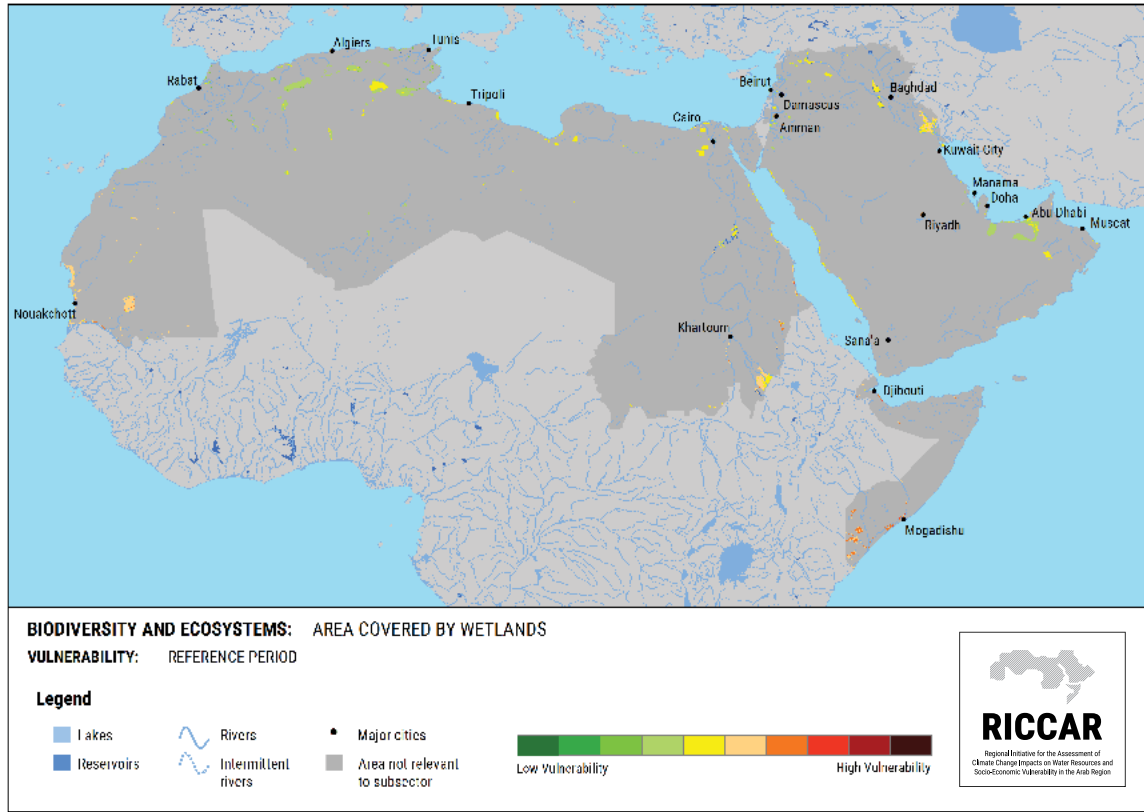 Algiers
Tunis
Rabat
Tripoli
Beirut
Baghdad
Damascus
Cairo
Amman
Kuwait City
Manama
Doha
Abu Dhabi
Riyadh
Muscat
Nouakchott
Khartoum
Sana'a
Djibouti
Mogadishu
BIODIVERSITY AND ECOSYSTEMS: AREA COVERED BY WETLANDS
VULNERABILITY: REFERENCE PERIOD
Legend
Lakes
Reservoirs
Rivers
Intermittent
rivers
Major cities
Area not relevant
to subsector
Low Vulnerability
High Vulnerability
RICCAR
Regional Initiative for the Assessment of
Climate Change Impacts on Water Resources and
Socio-Economic Vulnerability in the Arab Region